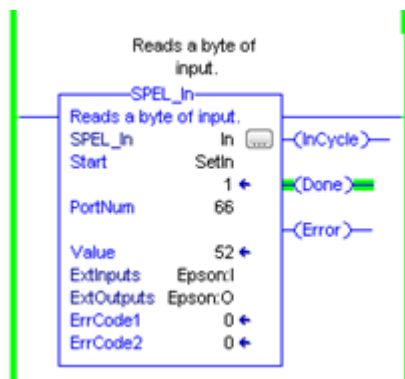 Reads a byte of
input.
SPEL_In
Reads a byte of input.
SPEL_In In ... (InCycle)
Start SetIn
1 (Done)
PortNum 66
(Error)
Value 52
ExtInputs Epson:I
ExtOutputs Epson:O
ErrCode1 0
ErrCode2 0